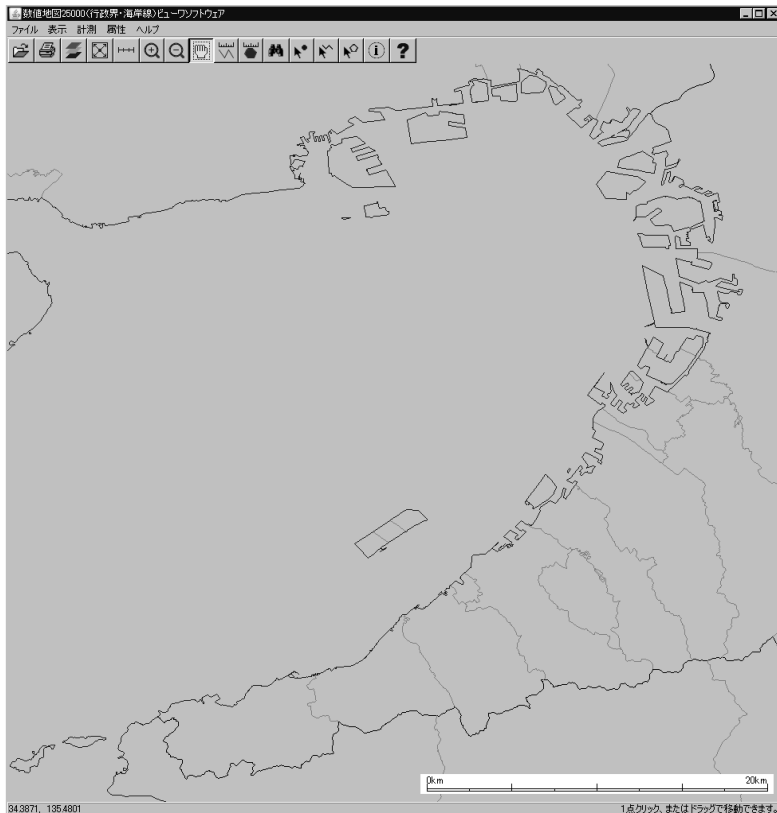 数値地図25000(行政界・海岸線)ビューワソフトウェア
ファイル 表示 計測 属性 ヘルプ
0km 20km
34.3871, 135.4801 1点クリック、またはドラッグで移動できます。